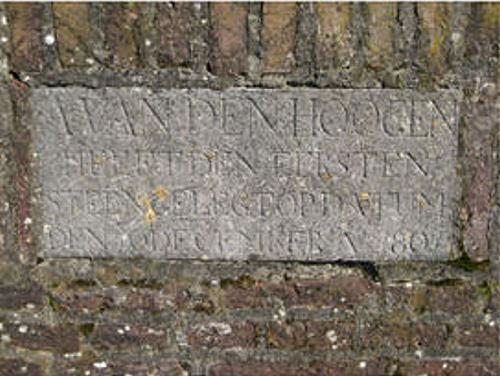 A VAN DEN HOOGEN
HEEFT DEN EERSTEN
STEEN GELEGT OP DATUM
DEN 10 DECEMBER A